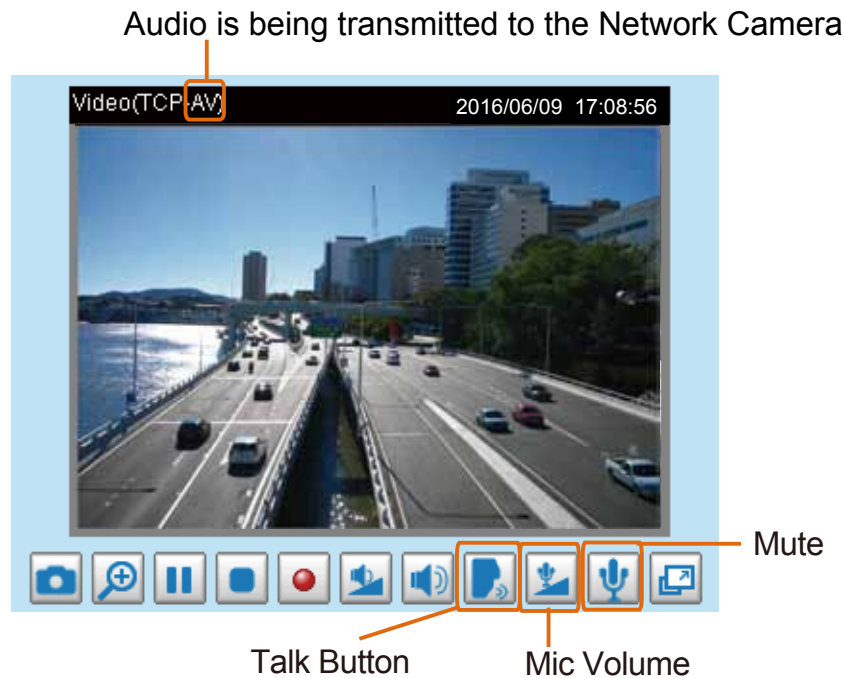 Audio is being transmitted to the Network Camera
Video(TCP-AV) 2016/06/09 17:08:56
Mute
Talk Button Mic Volume